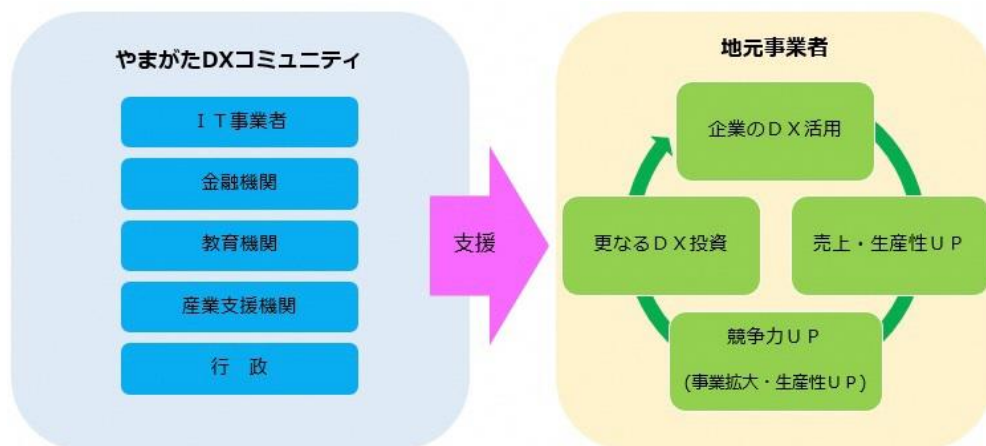 やまがたDXコミュニティ
ＩＴ事業者
金融機関
教育機関
産業支援機関
行　政
支援
地元事業者
企業のＤＸ活用
売上・生産性ＵＰ
競争力ＵＰ
(事業拡大・生産性ＵＰ)
更なるＤＸ投資